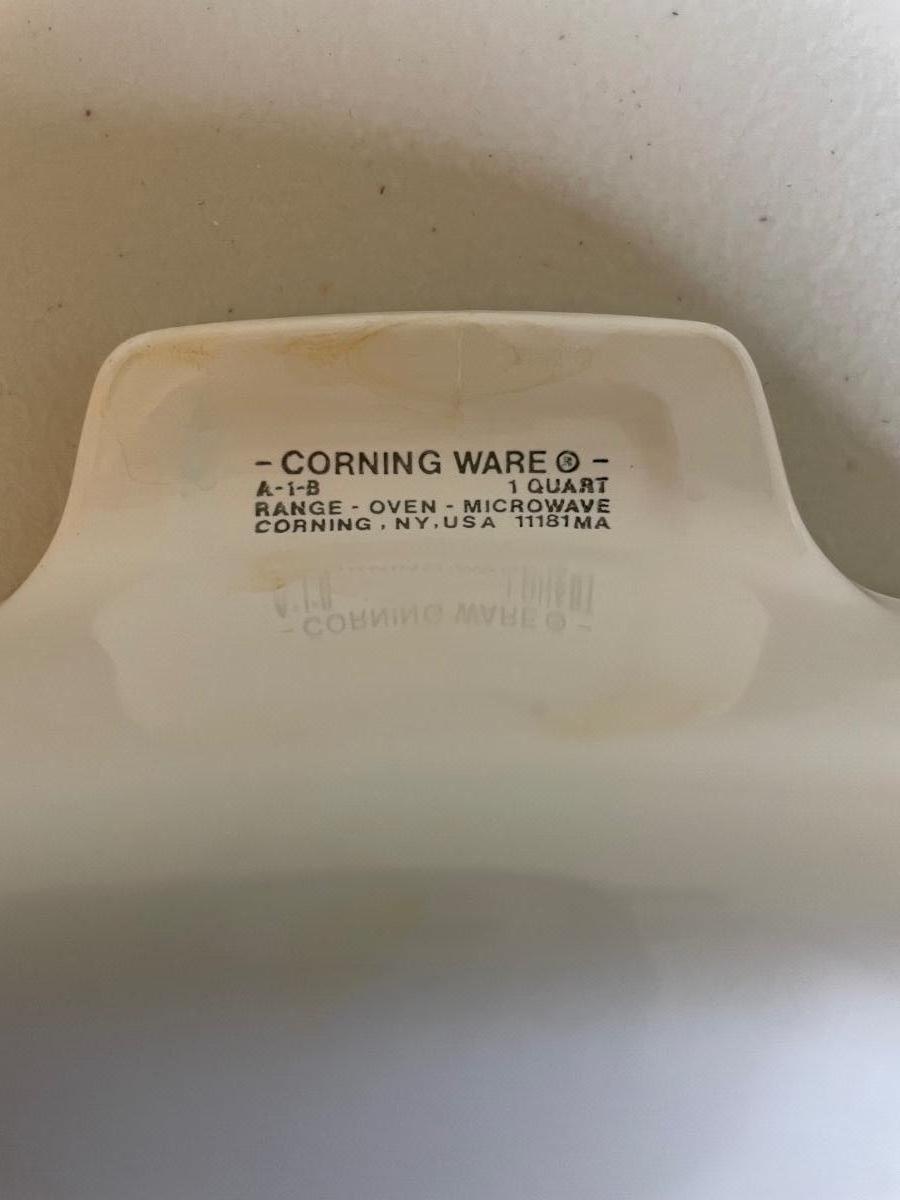 - CORNING WARE ® -
A-1-B 1 QUART
RANGE - OVEN - MICROWAVE
CORNING , NY, USA 11181MA